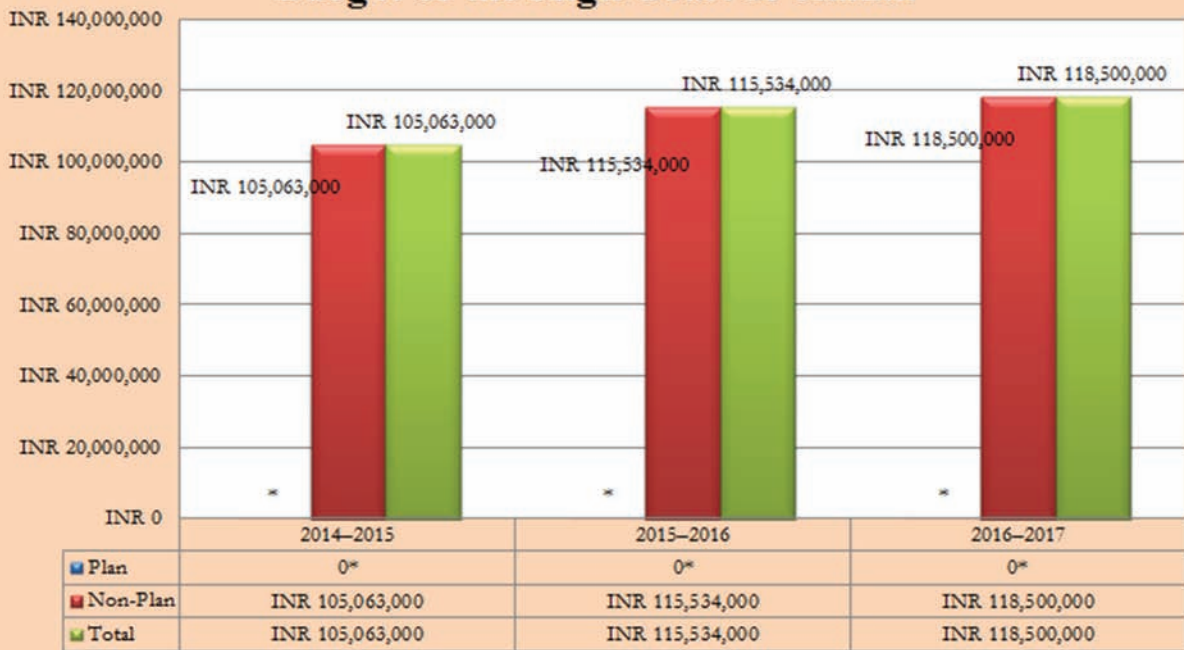 INR 140,000,000
INR 120,000,000
INR 100,000,000
INR 80,000,000
INR 60,000,000
INR 40,000,000
INR 20,000,000
INR 0
INR 105,063,000
INR 105,063,000
INR 115,534,000
INR 115,534,000
INR 118,500,000
INR 118,500,000
* * *
2014–2015 2015–2016 2016–2017
Plan 0* 0* 0*
Non-Plan INR 105,063,000 INR 115,534,000 INR 118,500,000
Total INR 105,063,000 INR 115,534,000 INR 118,500,000